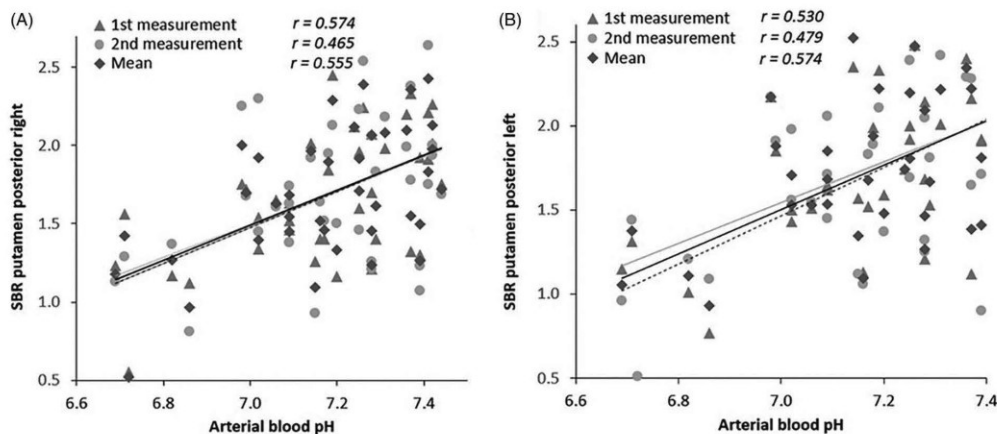 (A)
1st measurement r = 0.574
2nd measurement r = 0.465
Mean r = 0.555
SBR putamen posterior right
2.5
2.0
1.5
1.0
0.5
6.6 6.8 7.0 7.2 7.4
Arterial blood pH
(B)
1st measurement r = 0.530
2nd measurement r = 0.479
Mean r = 0.574
SBR putamen posterior left
2.5
2.0
1.5
1.0
0.5
6.6 6.8 7.0 7.2 7.4
Arterial blood pH